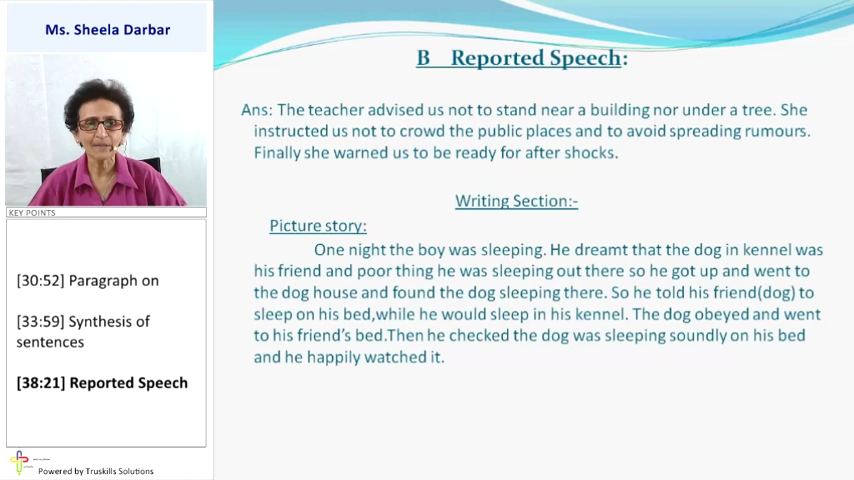 Ms. Sheela Darbar
KEY POINTS
[30:52] Paragraph on
[33:59] Synthesis of
sentences
[38:21] Reported Speech
Powered by Truskills Solutions
B Reported Speech:
Ans: The teacher advised us not to stand near a building nor under a tree. She
instructed us not to crowd the public places and to avoid spreading rumours.
Finally she warned us to be ready for after shocks.
Writing Section:-
Picture story:
One night the boy was sleeping. He dreamt that the dog in kennel was
his friend and poor thing he was sleeping out there so he got up and went to
the dog house and found the dog sleeping there. So he told his friend(dog) to
sleep on his bed,while he would sleep in his kennel. The dog obeyed and went
to his friend's bed.Then he checked the dog was sleeping soundly on his bed
and he happily watched it.